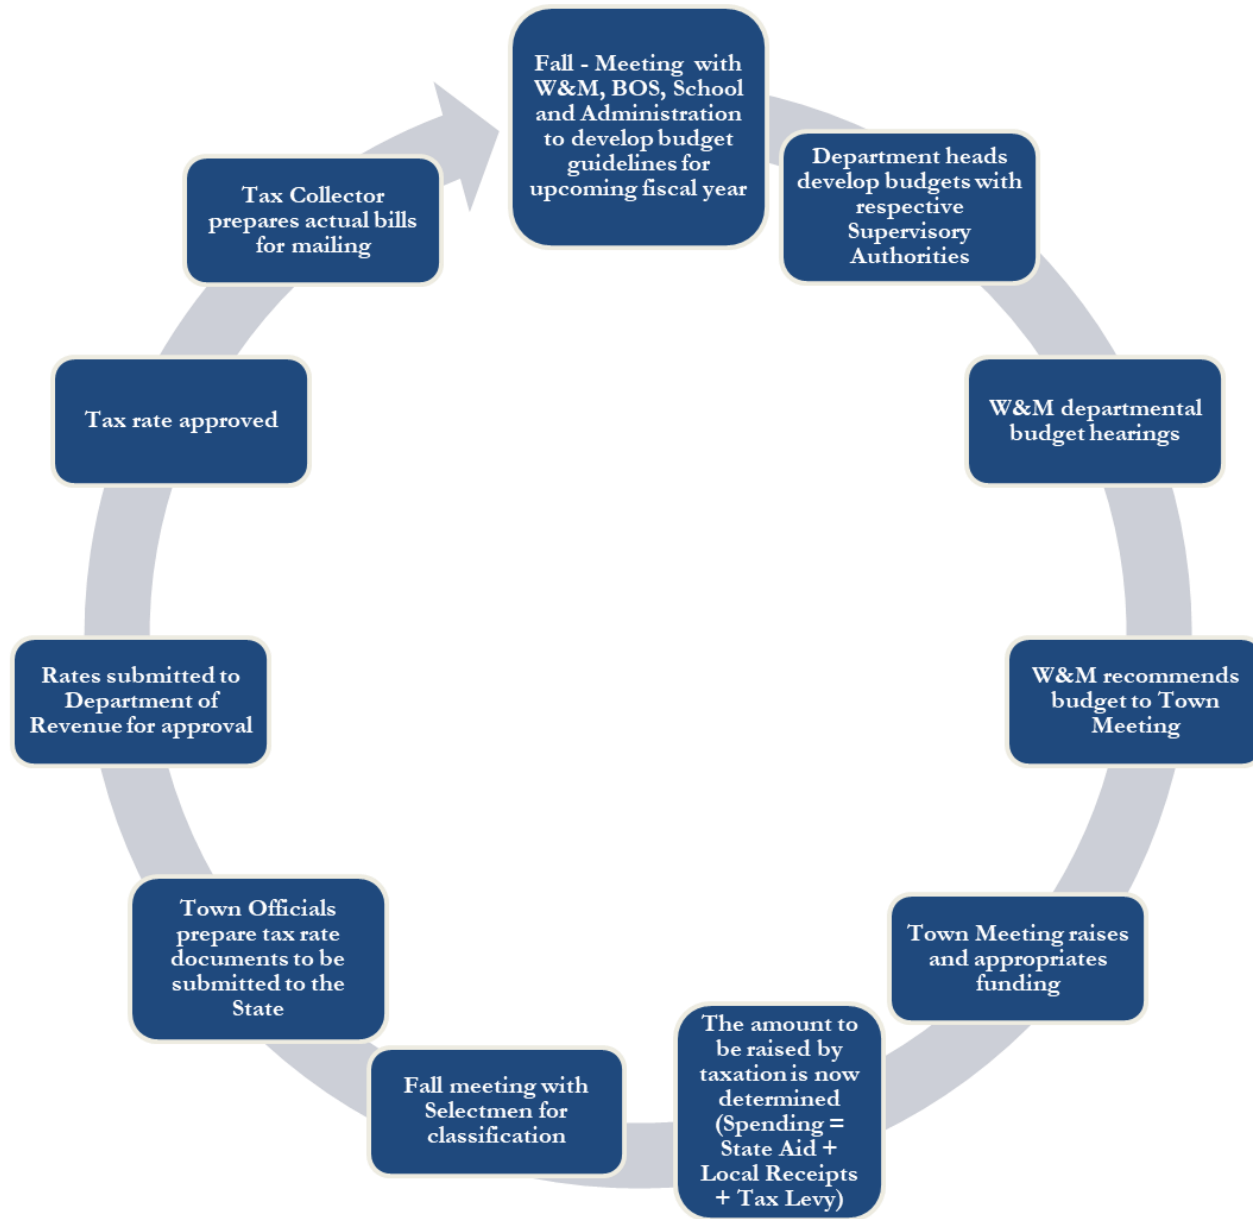 Fall - Meeting with
W&M, BOS, School
and Administration
to develop budget
guidelines for
upcoming fiscal year
Department heads
develop budgets with
respective
Supervisory
Authorities
W&M departmental
budget hearings
W&M recommends
budget to Town
Meeting
Town Meeting raises
and appropriates
funding
The amount to
be raised by
taxation is now
determined
(Spending =
State Aid +
Local Receipts
+ Tax Levy)
Fall meeting with
Selectmen for
classification
Town Officials
prepare tax rate
documents to be
submitted to the
State
Rates submitted to
Department of
Revenue for approval
Tax rate approved
Tax Collector
prepares actual bills
for mailing